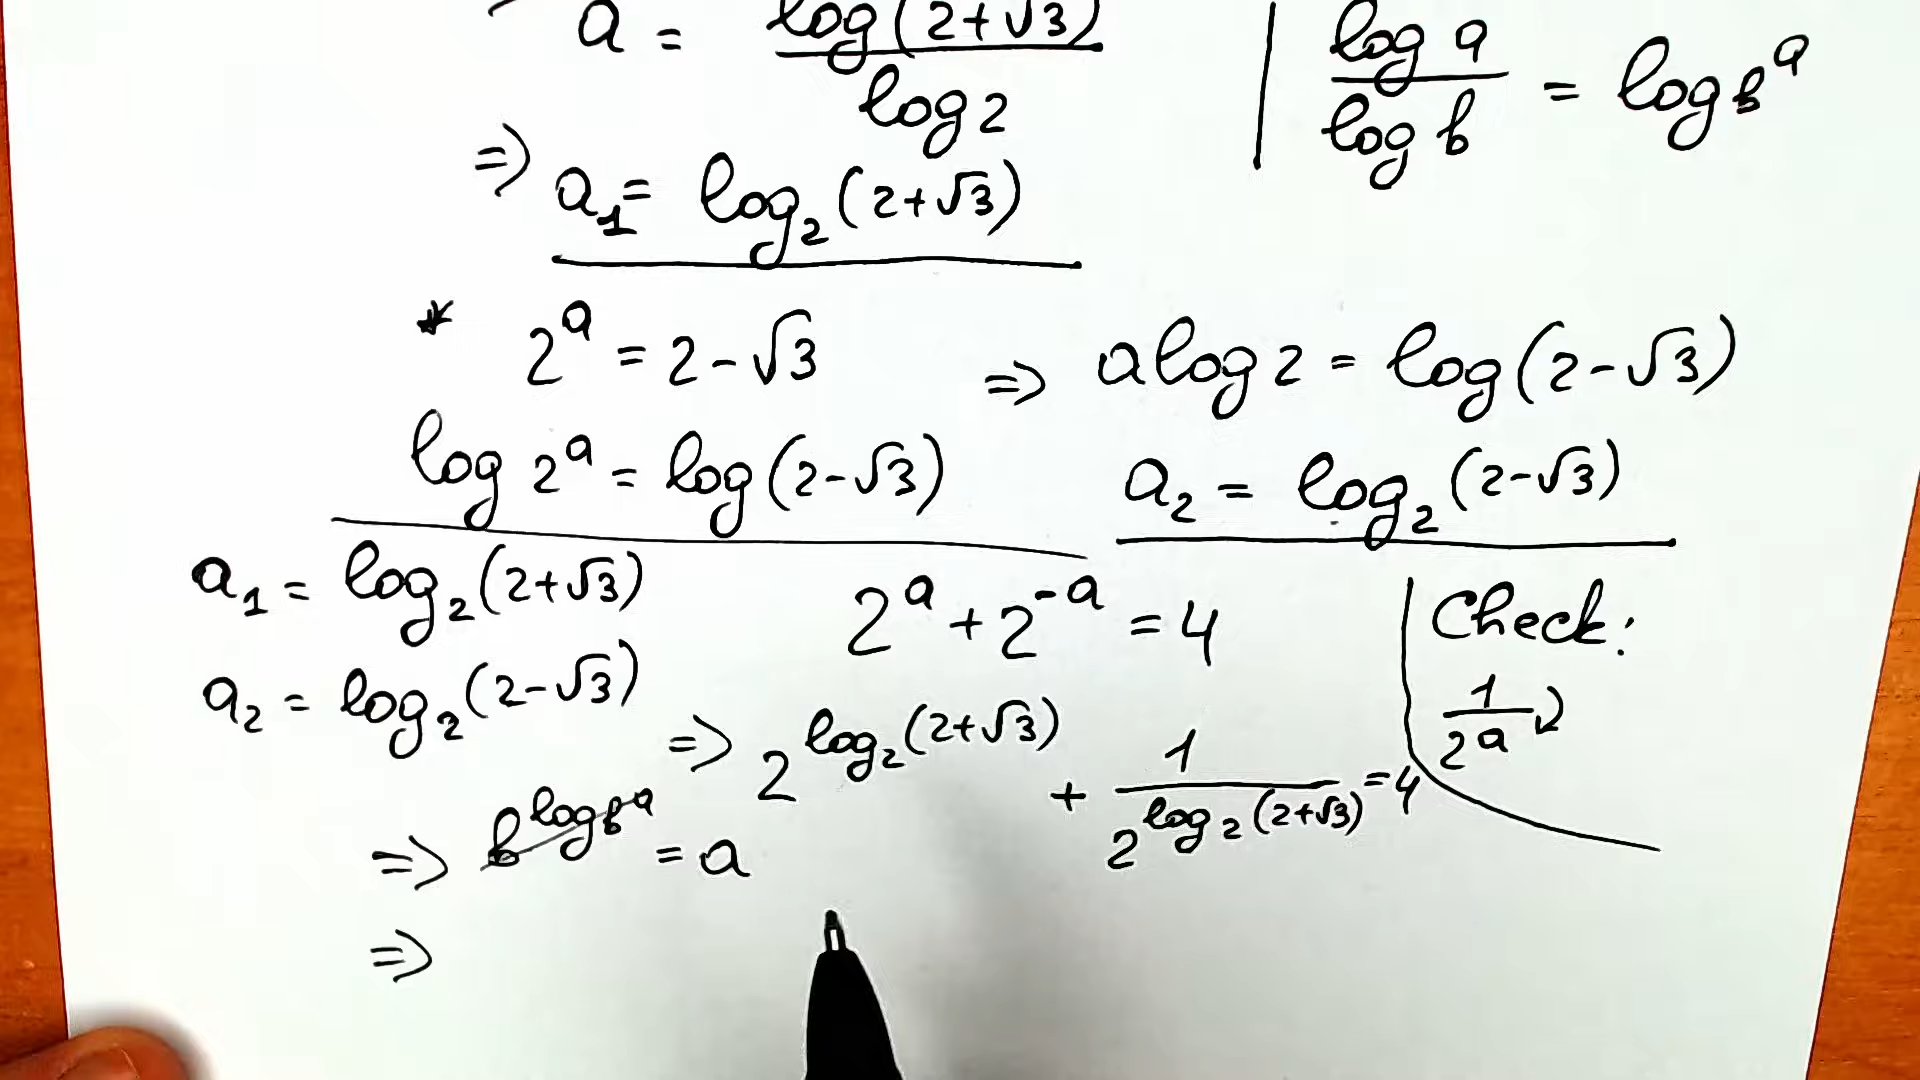 a = log(2+√3) / log 2 | log a / log b = log_b a
=> a₁ = log₂(2+√3)
* 2^a = 2-√3 => a log 2 = log(2-√3)
log 2^a = log(2-√3) a₂ = log₂(2-√3)
a₁ = log₂(2+√3) 2^a + 2^-a = 4 Check:
a₂ = log₂(2-√3) 1/2^a
=> 2^log₂(2+√3) + 1 / 2^log₂(2+√3) = 4
=> b^log_b a = a
=>